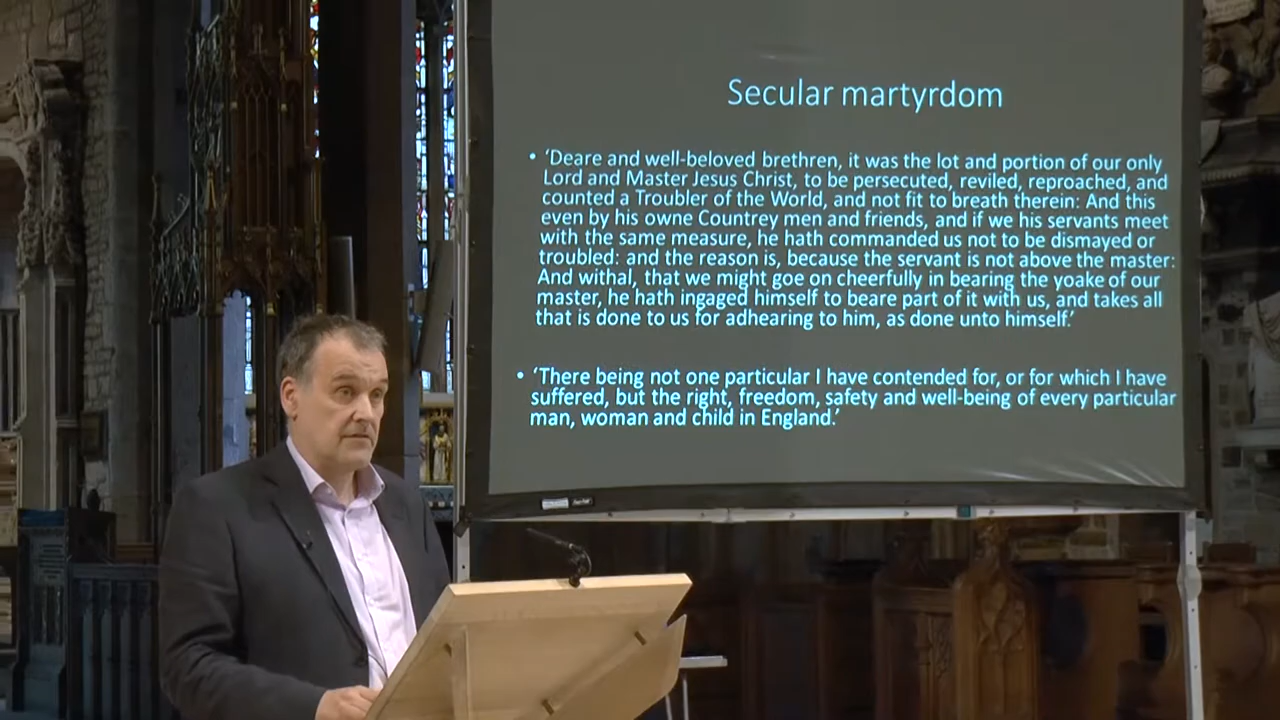 Secular martyrdom
• ‘Deare and well-beloved brethren, it was the lot and portion of our only
Lord and Master Jesus Christ, to be persecuted, reviled, reproached, and
counted a Troubler of the World, and not fit to breath therein: And this
even by his owne Countrey men and friends, and if we his servants meet
with the same measure, he hath commanded us not to be dismayed or
troubled: and the reason is, because the servant is not above the master:
And withal, that we might goe on cheerfully in bearing the yoake of our
master, he hath ingaged himself to beare part of it with us, and takes all
that is done to us for adhearing to him, as done unto himself.’
• ‘There being not one particular I have contended for, or for which I have
suffered, but the right, freedom, safety and well-being of every particular
man, woman and child in England.’